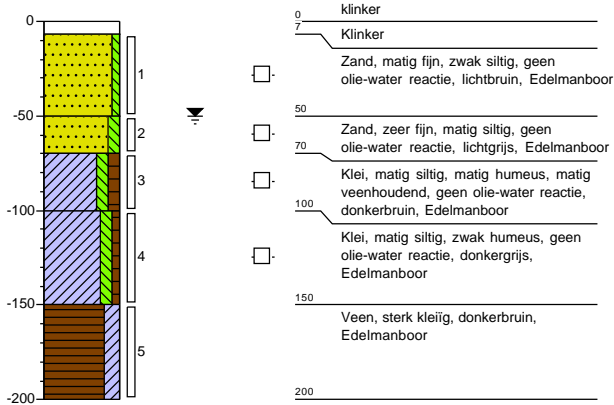 klinker
0
0
7
Klinker
Zand, matig fijn, zwak siltig, geen
olie-water reactie, lichtbruin, Edelmanboor
1
-50
50
Zand, zeer fijn, matig siltig, geen
olie-water reactie, lichtgrijs, Edelmanboor
2
70
Klei, matig siltig, matig humeus, matig
veenhoudend, geen olie-water reactie,
donkerbruin, Edelmanboor
3
-100
100
Klei, matig siltig, zwak humeus, geen
olie-water reactie, donkergrijs,
Edelmanboor
4
-150
150
Veen, sterk kleiïg, donkerbruin,
Edelmanboor
5
-200
200